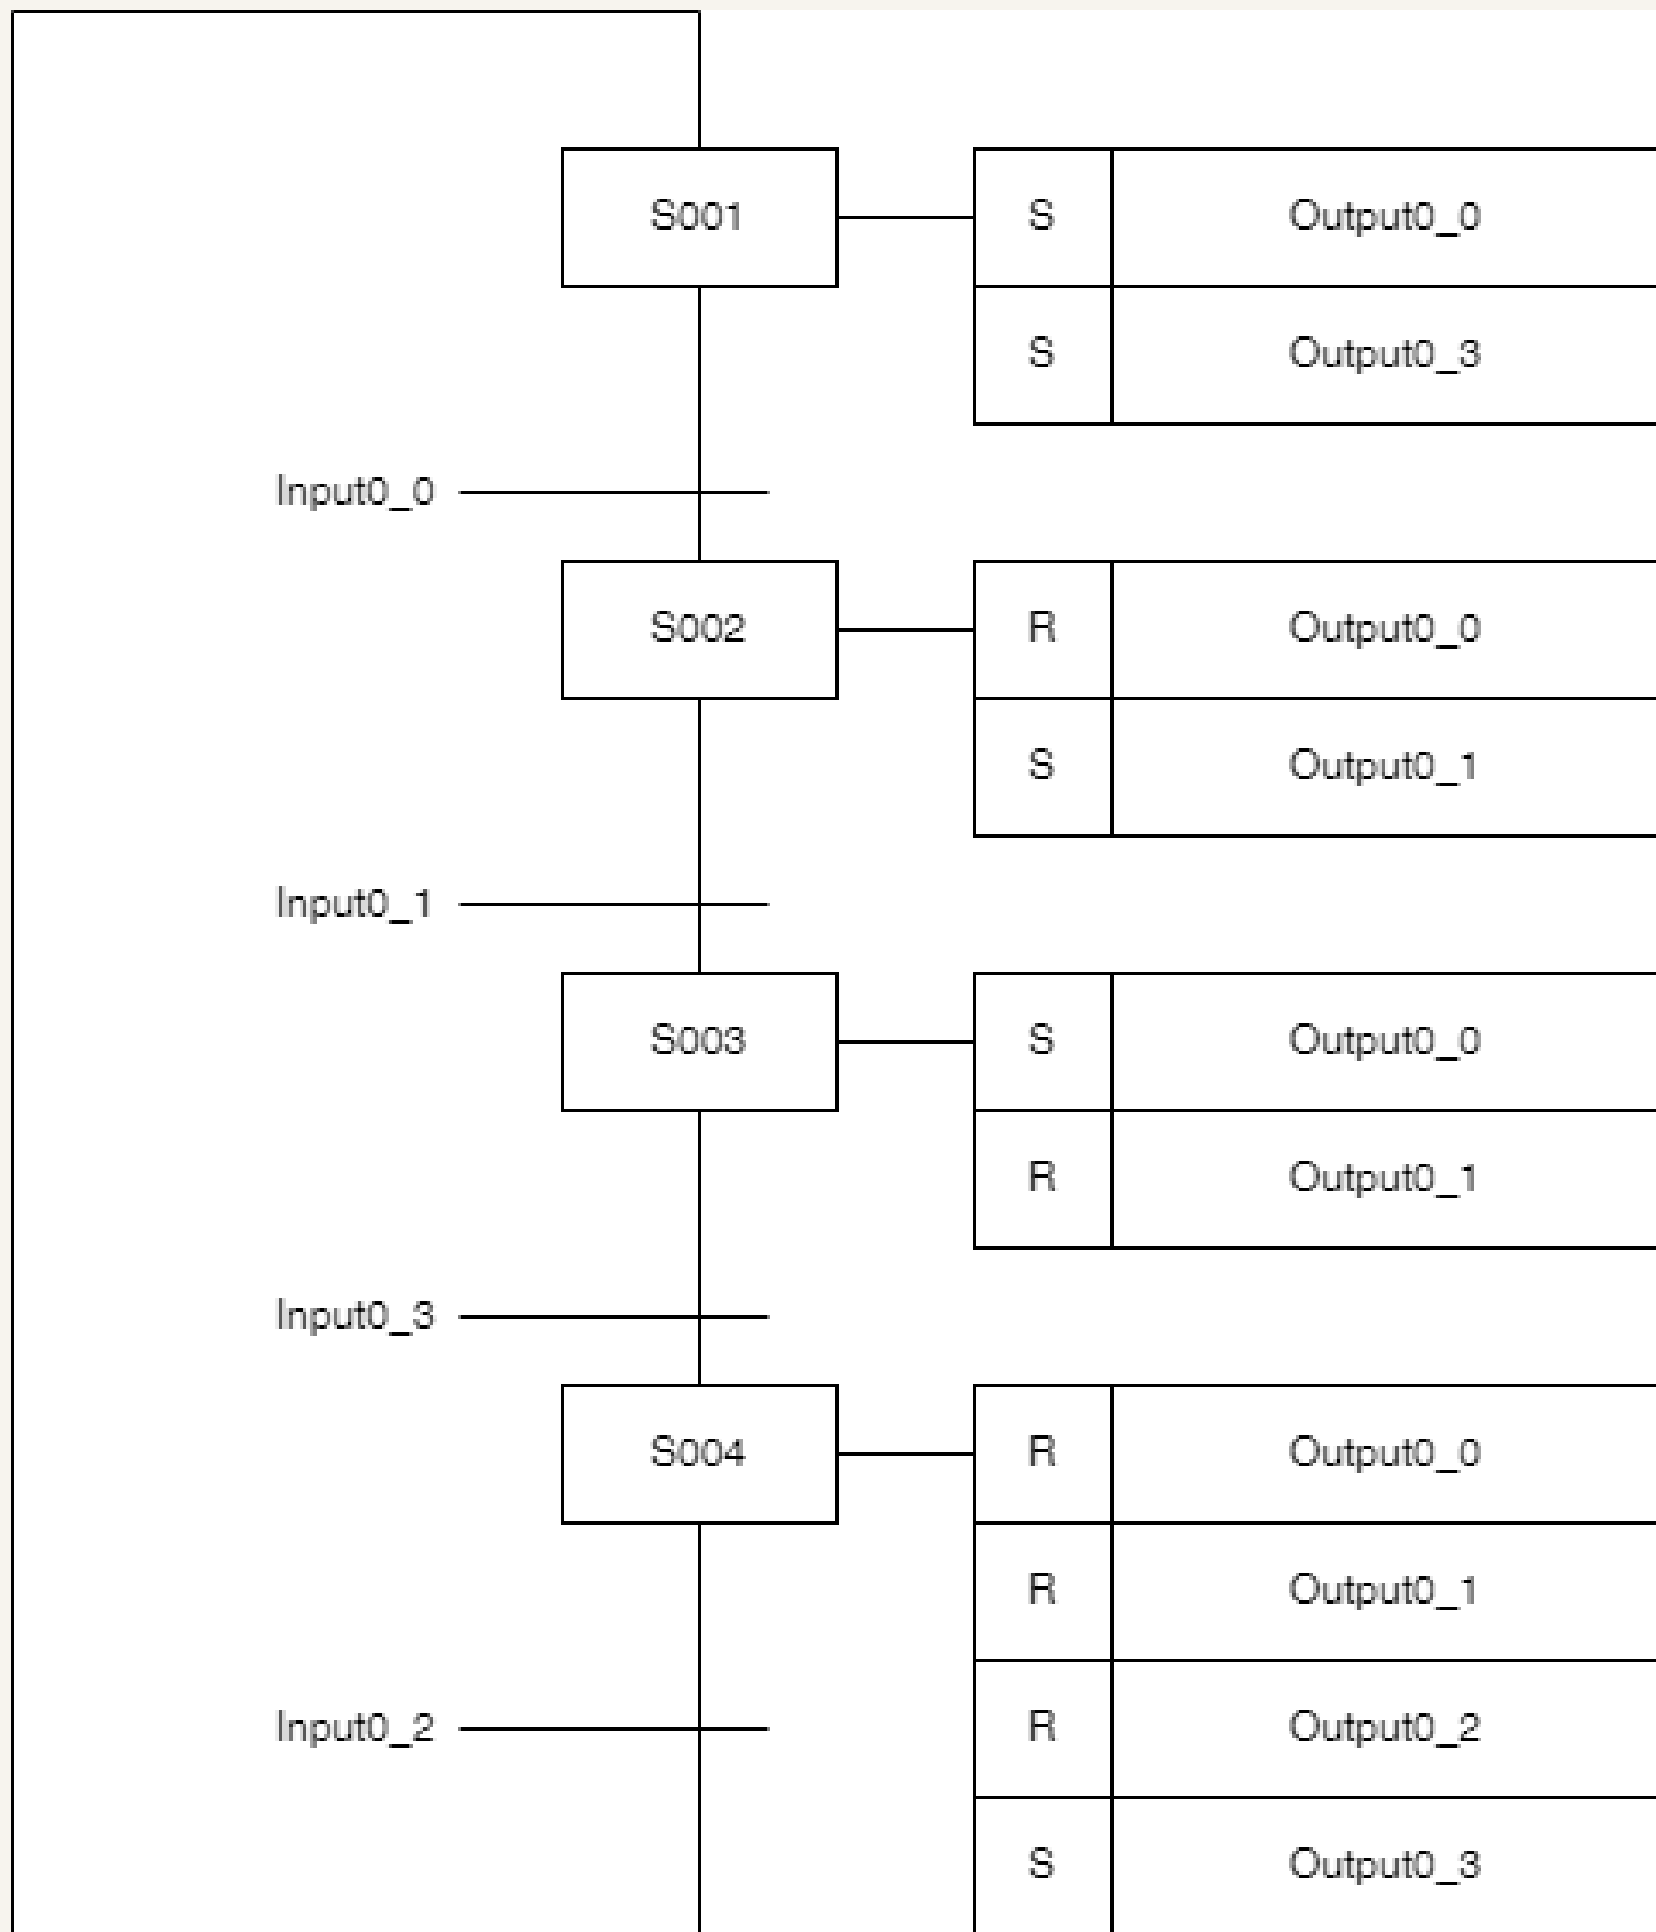 S001 S Output0_0
S Output0_3
Input0_0
S002 R Output0_0
S Output0_1
Input0_1
S003 S Output0_0
R Output0_1
Input0_3
S004 R Output0_0
R Output0_1
Input0_2 R Output0_2
S Output0_3